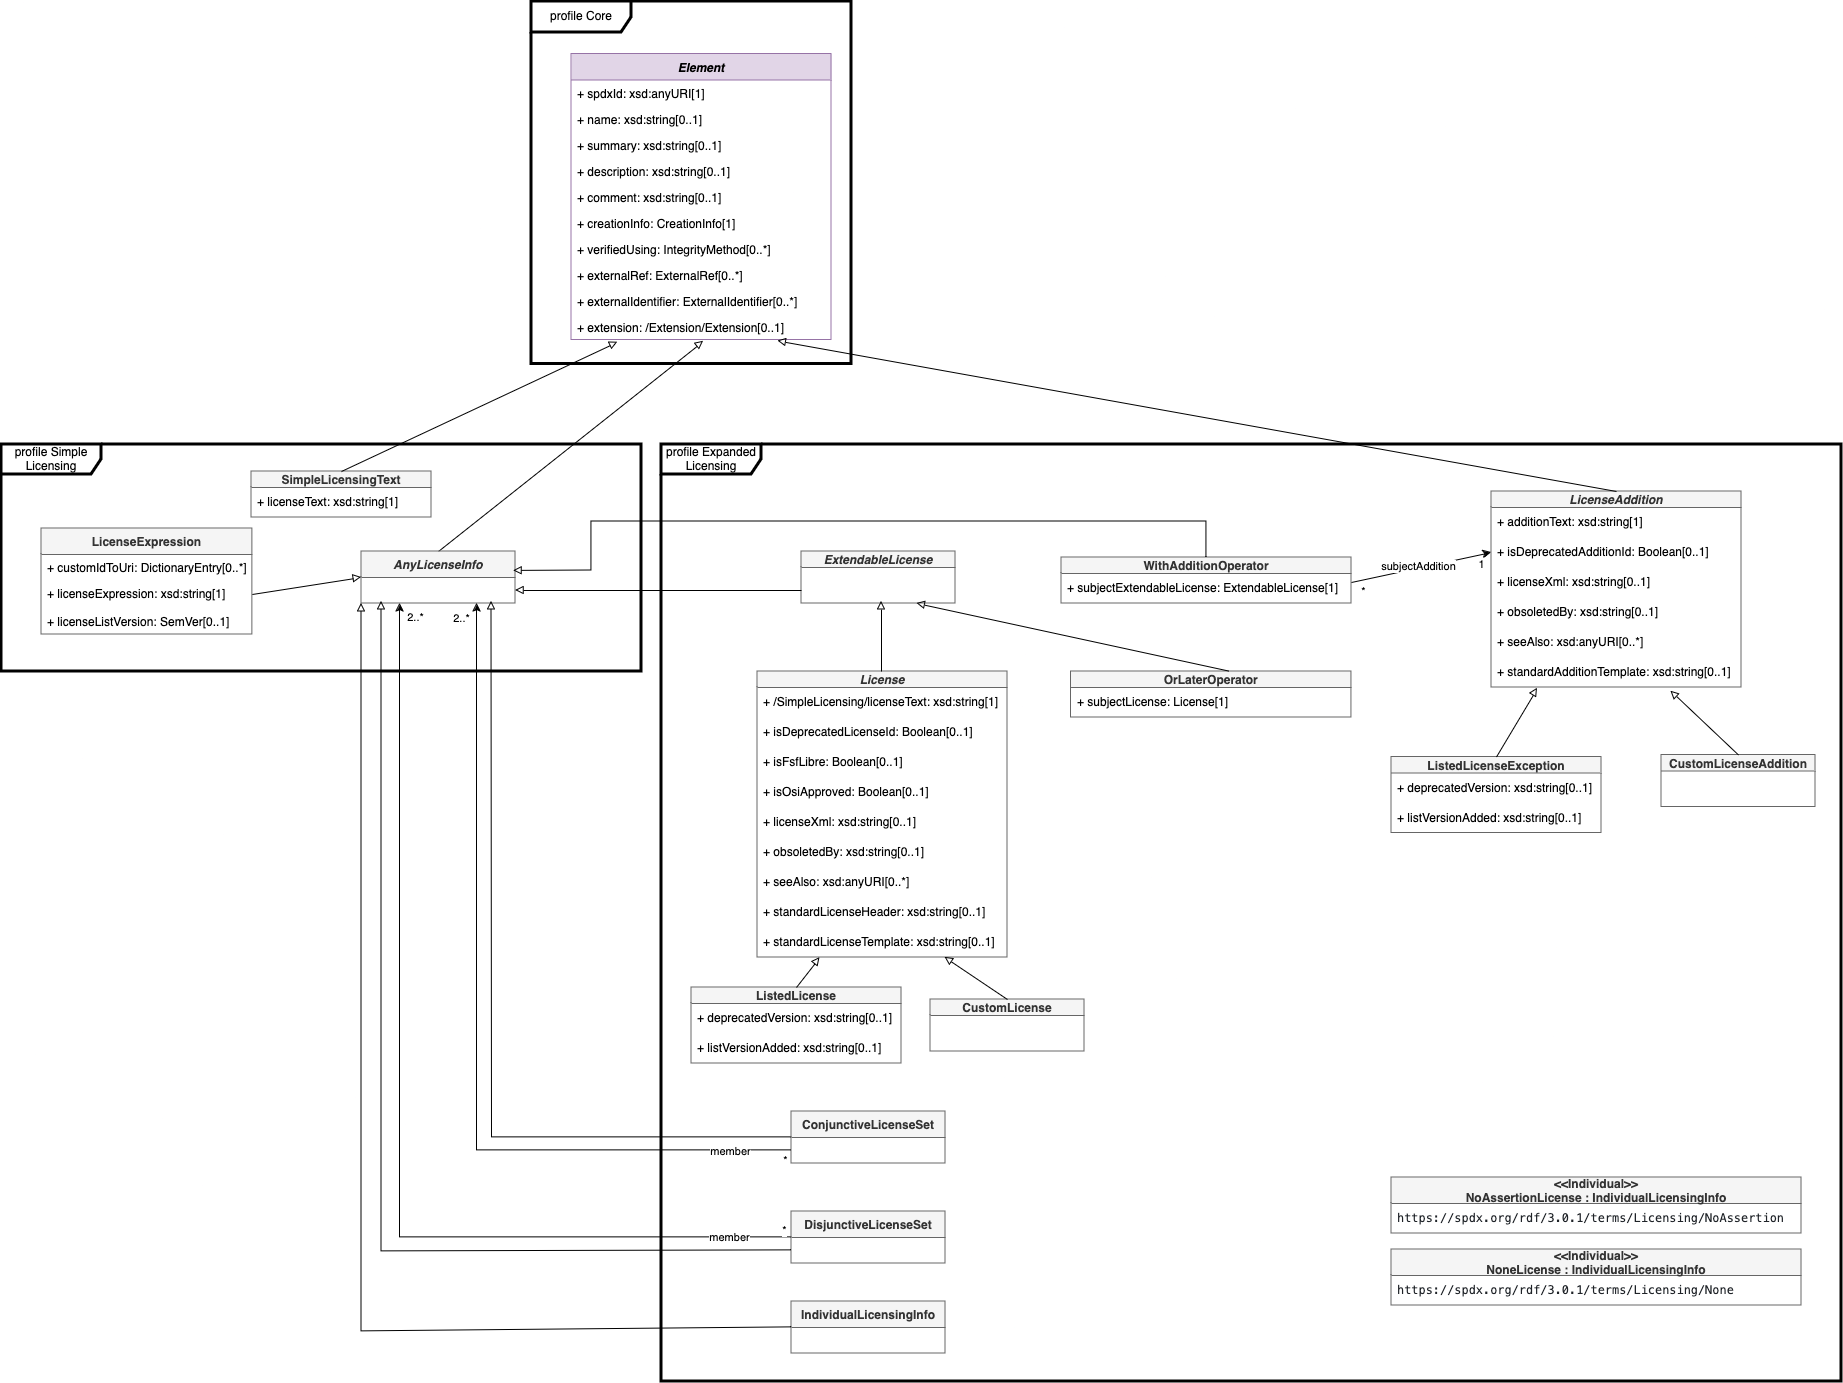 profile Core
Element
+ spdxId: xsd:anyURI[1]
+ name: xsd:string[0..1]
+ summary: xsd:string[0..1]
+ description: xsd:string[0..1]
+ comment: xsd:string[0..1]
+ creationInfo: CreationInfo[1]
+ verifiedUsing: IntegrityMethod[0..*]
+ externalRef: ExternalRef[0..*]
+ externalIdentifier: ExternalIdentifier[0..*]
+ extension: /Extension/Extension[0..1]
profile Simple
Licensing
SimpleLicensingText
+ licenseText: xsd:string[1]
LicenseExpression
+ customIdToUri: DictionaryEntry[0..*]
+ licenseExpression: xsd:string[1]
+ licenseListVersion: SemVer[0..1]
AnyLicenseInfo
2..*
2..*
profile Expanded
Licensing
ExtendableLicense
WithAdditionOperator
+ subjectExtendableLicense: ExtendableLicense[1]
subjectAddition
1
*
LicenseAddition
+ additionText: xsd:string[1]
+ isDeprecatedAdditionId: Boolean[0..1]
+ licenseXml: xsd:string[0..1]
+ obsoletedBy: xsd:string[0..1]
+ seeAlso: xsd:anyURI[0..*]
+ standardAdditionTemplate: xsd:string[0..1]
License
+ /SimpleLicensing/licenseText: xsd:string[1]
+ isDeprecatedLicenseId: Boolean[0..1]
+ isFsfLibre: Boolean[0..1]
+ isOsiApproved: Boolean[0..1]
+ licenseXml: xsd:string[0..1]
+ obsoletedBy: xsd:string[0..1]
+ seeAlso: xsd:anyURI[0..*]
+ standardLicenseHeader: xsd:string[0..1]
+ standardLicenseTemplate: xsd:string[0..1]
OrLaterOperator
+ subjectLicense: License[1]
ListedLicenseException
+ deprecatedVersion: xsd:string[0..1]
+ listVersionAdded: xsd:string[0..1]
CustomLicenseAddition
ListedLicense
+ deprecatedVersion: xsd:string[0..1]
+ listVersionAdded: xsd:string[0..1]
CustomLicense
ConjunctiveLicenseSet
member
*
DisjunctiveLicenseSet
*
member
IndividualLicensingInfo
<<Individual>>
NoAssertionLicense : IndividualLicensingInfo
https://spdx.org/rdf/3.0.1/terms/Licensing/NoAssertion
<<Individual>>
NoneLicense : IndividualLicensingInfo
https://spdx.org/rdf/3.0.1/terms/Licensing/None